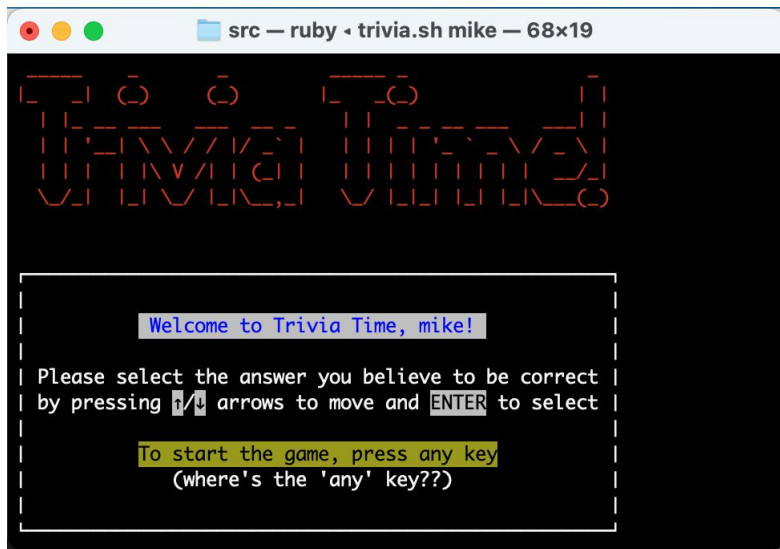 src — ruby ◂ trivia.sh mike — 68×19
Trivia Time!
Welcome to Trivia Time, mike!
Please select the answer you believe to be correct
by pressing ↑/↓ arrows to move and ENTER to select
To start the game, press any key
(where's the 'any' key??)